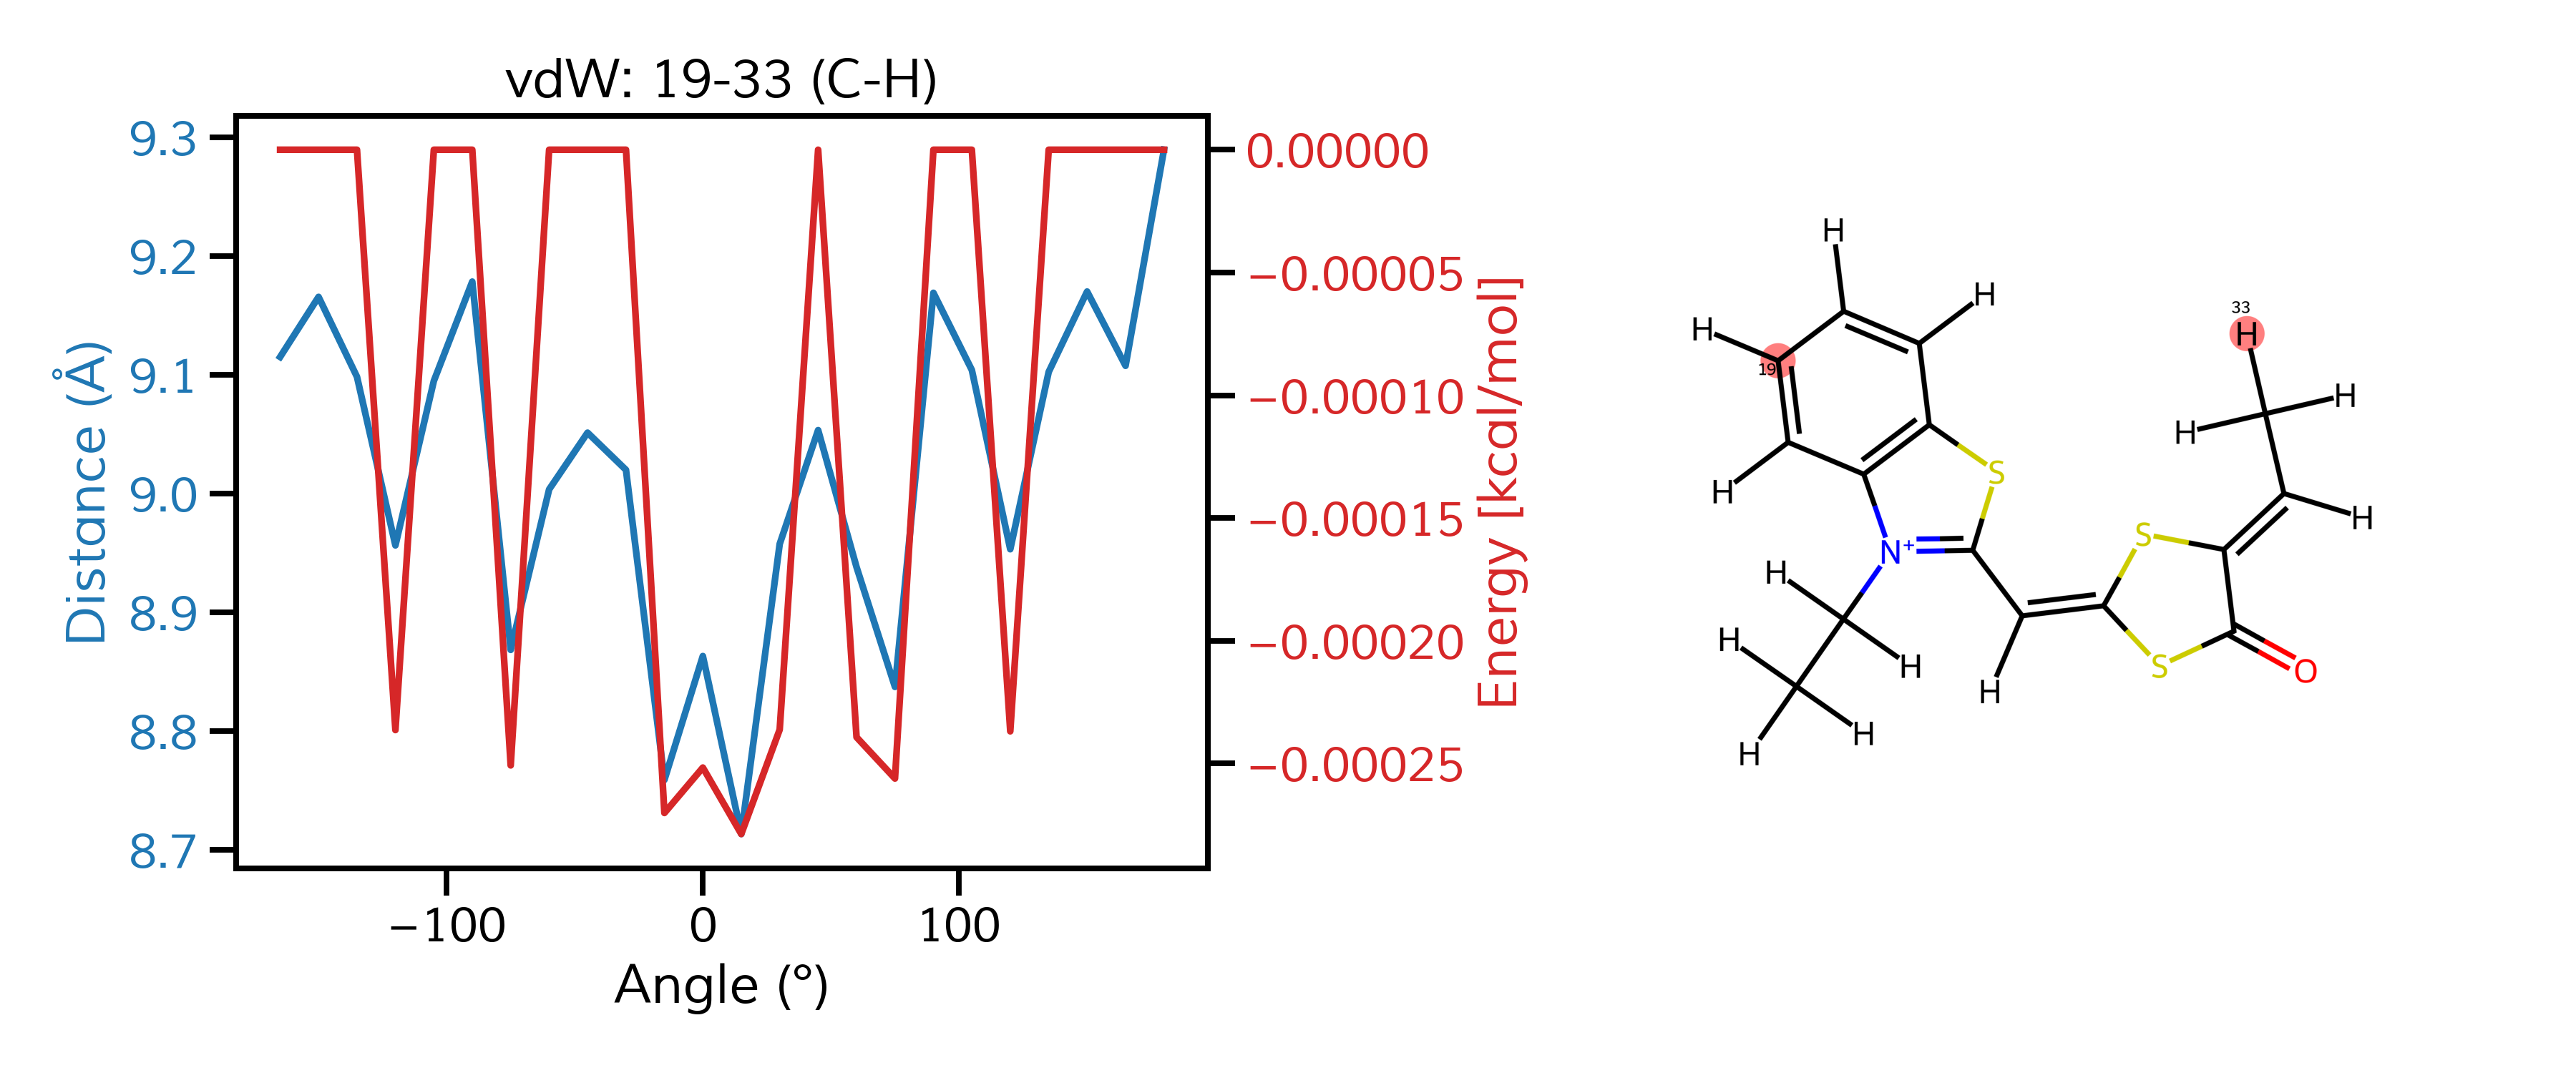 vdW: 19-33 (C-H)
9.3
9.2
9.1
9.0
8.9
8.8
8.7
Distance (Å)
−100
0
100
Angle (°)
0.00000
−0.00005
−0.00010
−0.00015
−0.00020
−0.00025
Energy [kcal/mol]
H
H
33
H
H
19
H
H
H
S
H
H
S
N+
H
H
H
S
O
H
H
H